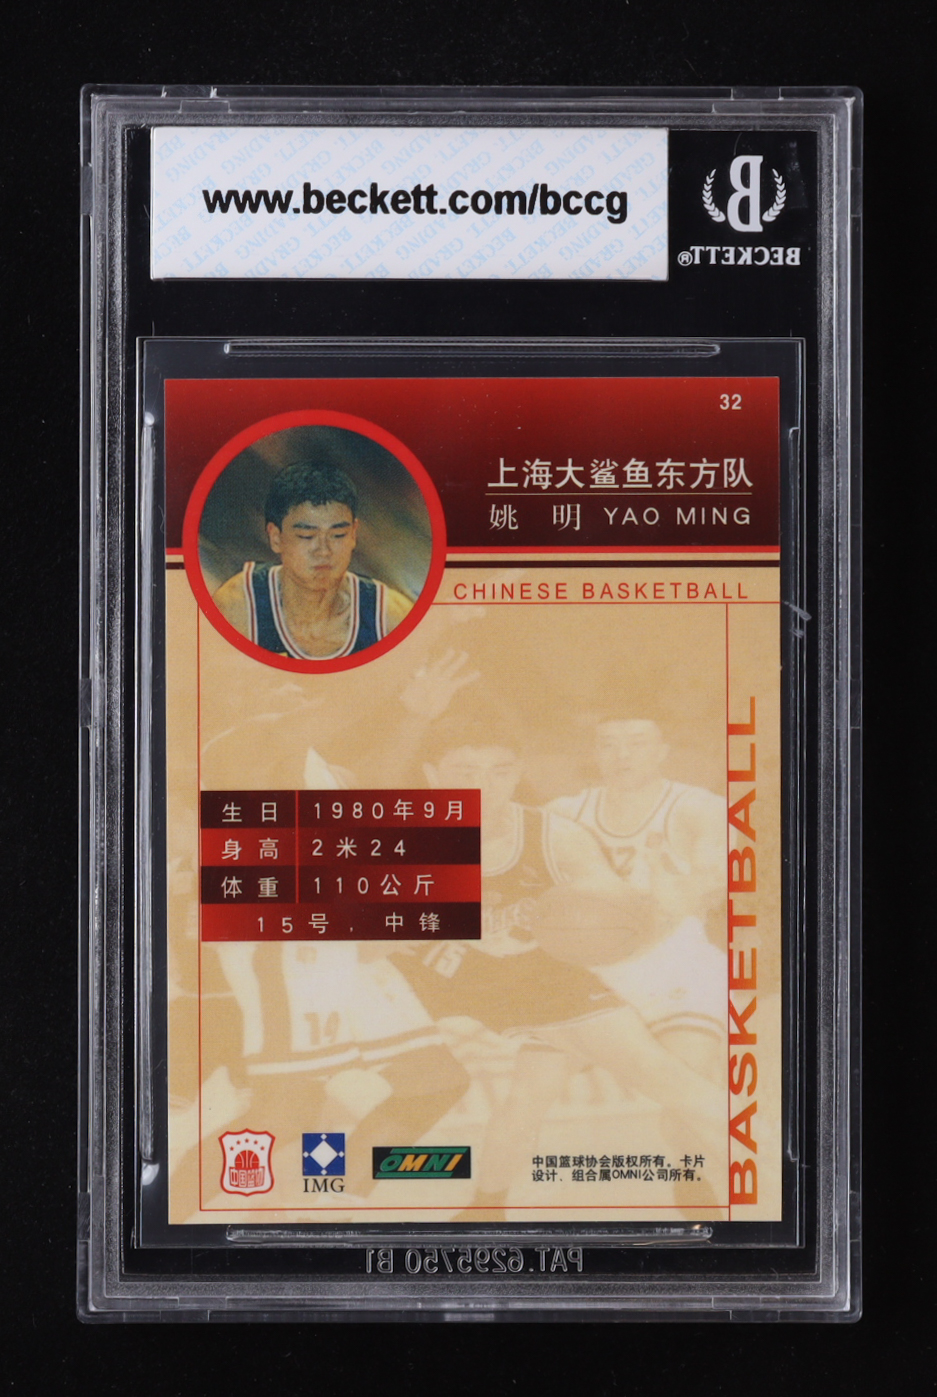 www.beckett.com/bccg
BECKETT®
32
上海大鲨鱼东方队
姚 明 YAO MING
CHINESE BASKETBALL
BASKETBALL
生日 1980年9月
身高 2米24
体重 110公斤
15号，中锋
中国篮协
IMG
OMNI
中国篮球协会版权所有。卡片
设计．组合属OMNI公司所有。
PAT.6295750 B1